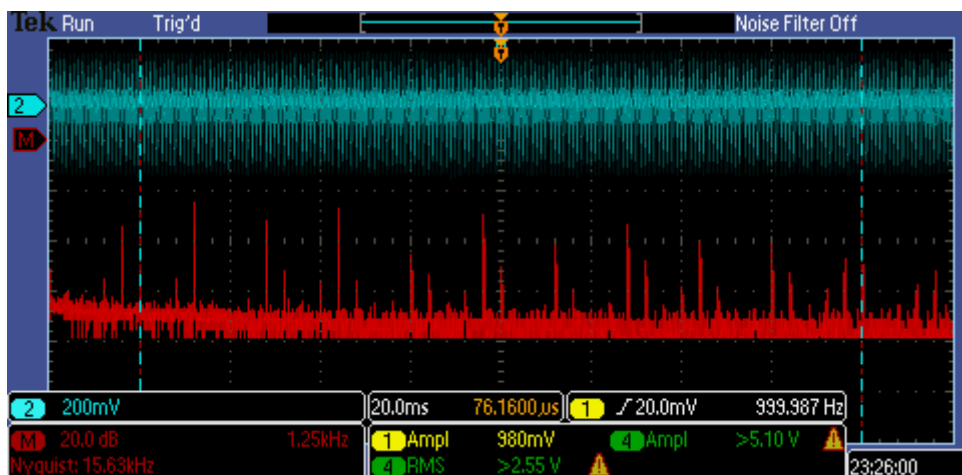 Tek Run Trig'd Noise Filter Off
2
M
2 200mV 20.0ms 76.1600µs 1 20.0mV 999.987 Hz
M 20.0 dB 1.25kHz 1 Ampl 980mV 4 Ampl >5.10 V
Nyquist: 15.63kHz 4 RMS >2.55 V 23:26:00